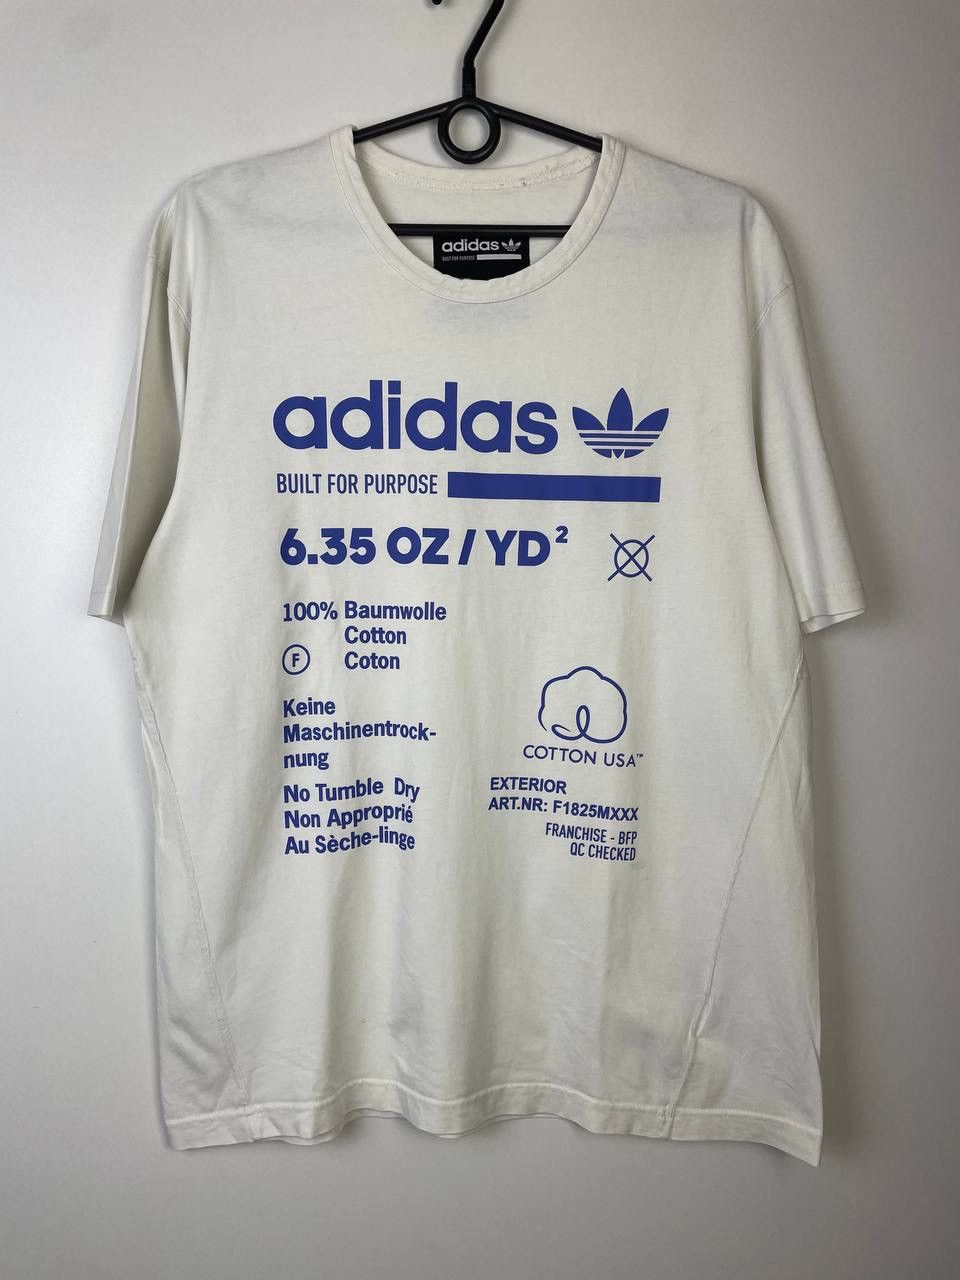 adidas
BUILT FOR PURPOSE
adidas
BUILT FOR PURPOSE
6.35 OZ / YD²
100% Baumwolle
Cotton
F Coton
Keine
Maschinentrock-
nung
No Tumble Dry
Non Approprié
Au Sèche-linge
COTTON USA™
EXTERIOR
ART.NR: F1825MXXX
FRANCHISE - BFP
QC CHECKED